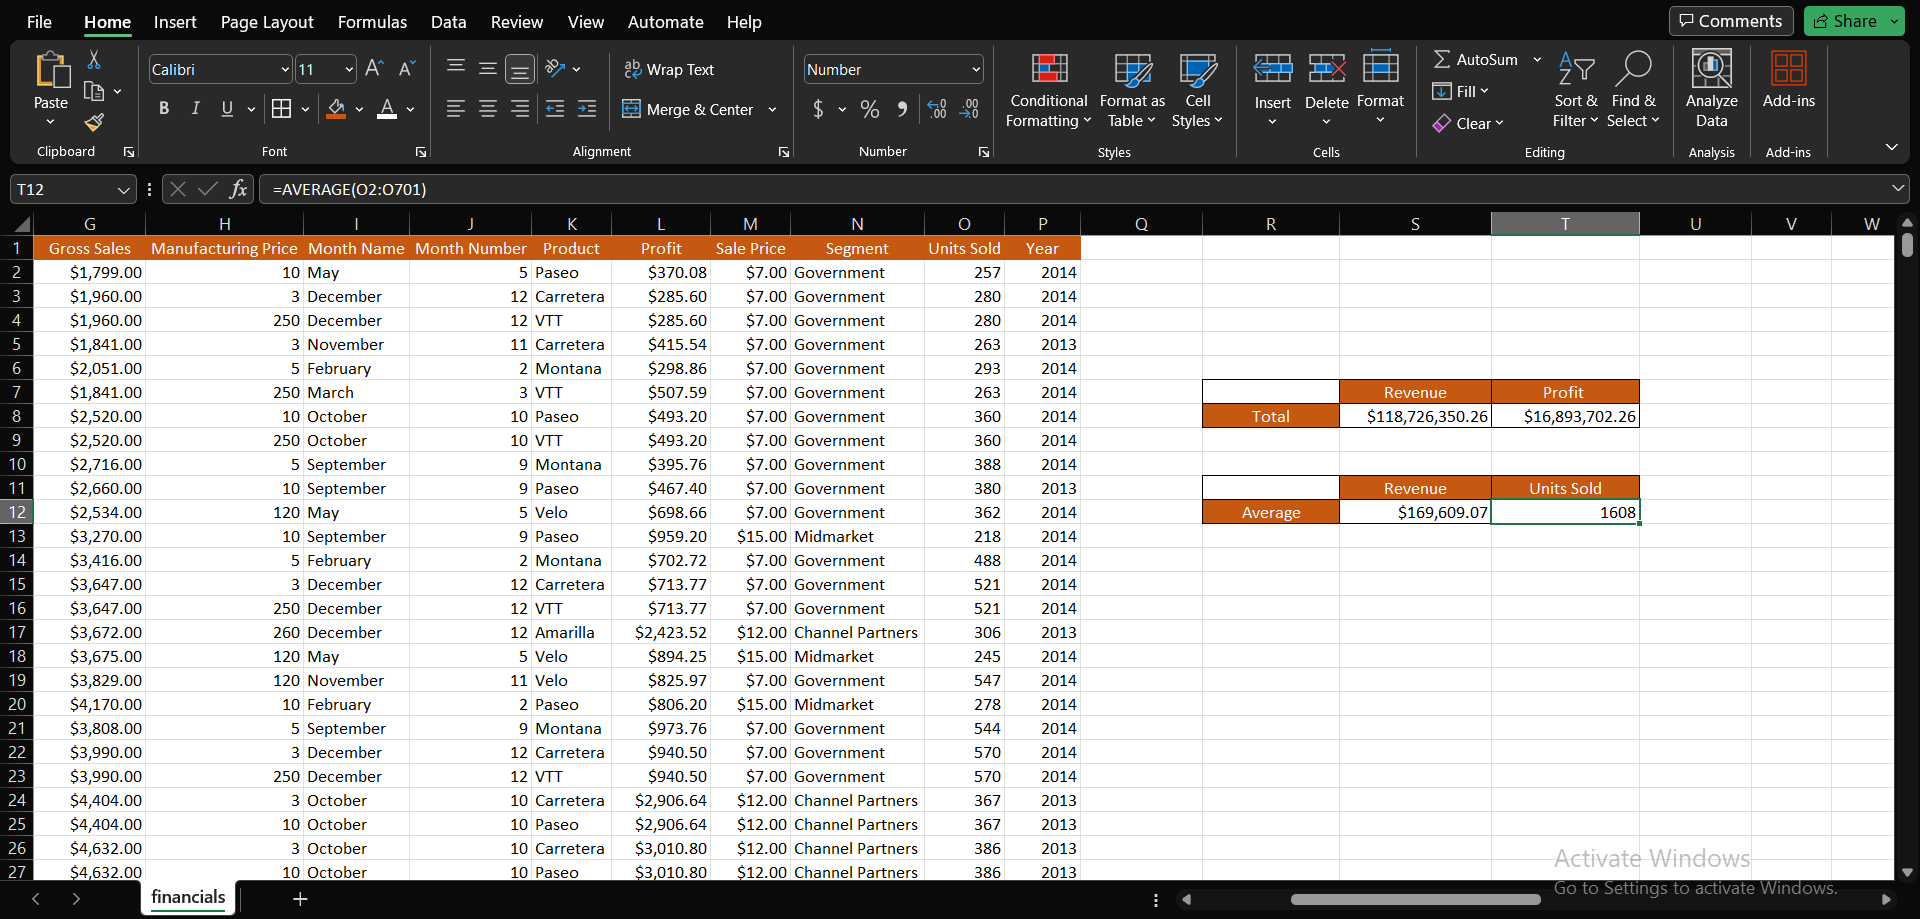 File Home Insert Page Layout Formulas Data Review View Automate Help Comments Share
Calibri 11 Wrap Text Number AutoSum
Paste Conditional Format as Cell Insert Delete Format Fill Sort & Find & Analyze Add-ins
B I U Merge & Center $ % Formatting Table Styles Clear Filter Select Data
Clipboard Font Alignment Number Styles Cells Editing Analysis Add-ins
T12 fx =AVERAGE(O2:O701)
G H I J K L M N O P Q R S T U V W
1 Gross Sales Manufacturing Price Month Name Month Number Product Profit Sale Price Segment Units Sold Year
2 $1,799.00 10 May 5 Paseo $370.08 $7.00 Government 257 2014
3 $1,960.00 3 December 12 Carretera $285.60 $7.00 Government 280 2014
4 $1,960.00 250 December 12 VTT $285.60 $7.00 Government 280 2014
5 $1,841.00 3 November 11 Carretera $415.54 $7.00 Government 263 2013
6 $2,051.00 5 February 2 Montana $298.86 $7.00 Government 293 2014
7 $1,841.00 250 March 3 VTT $507.59 $7.00 Government 263 2014 Revenue Profit
8 $2,520.00 10 October 10 Paseo $493.20 $7.00 Government 360 2014 Total $118,726,350.26 $16,893,702.26
9 $2,520.00 250 October 10 VTT $493.20 $7.00 Government 360 2014
10 $2,716.00 5 September 9 Montana $395.76 $7.00 Government 388 2014
11 $2,660.00 10 September 9 Paseo $467.40 $7.00 Government 380 2013 Revenue Units Sold
12 $2,534.00 120 May 5 Velo $698.66 $7.00 Government 362 2014 Average $169,609.07 1608
13 $3,270.00 10 September 9 Paseo $959.20 $15.00 Midmarket 218 2014
14 $3,416.00 5 February 2 Montana $702.72 $7.00 Government 488 2014
15 $3,647.00 3 December 12 Carretera $713.77 $7.00 Government 521 2014
16 $3,647.00 250 December 12 VTT $713.77 $7.00 Government 521 2014
17 $3,672.00 260 December 12 Amarilla $2,423.52 $12.00 Channel Partners 306 2013
18 $3,675.00 120 May 5 Velo $894.25 $15.00 Midmarket 245 2014
19 $3,829.00 120 November 11 Velo $825.97 $7.00 Government 547 2014
20 $4,170.00 10 February 2 Paseo $806.20 $15.00 Midmarket 278 2014
21 $3,808.00 5 September 9 Montana $973.76 $7.00 Government 544 2014
22 $3,990.00 3 December 12 Carretera $940.50 $7.00 Government 570 2014
23 $3,990.00 250 December 12 VTT $940.50 $7.00 Government 570 2014
24 $4,404.00 3 October 10 Carretera $2,906.64 $12.00 Channel Partners 367 2013
25 $4,404.00 10 October 10 Paseo $2,906.64 $12.00 Channel Partners 367 2013
26 $4,632.00 3 October 10 Carretera $3,010.80 $12.00 Channel Partners 386 2013
27 $4,632.00 10 October 10 Paseo $3,010.80 $12.00 Channel Partners 386 2013
Activate Windows
Go to Settings to activate Windows.
financials